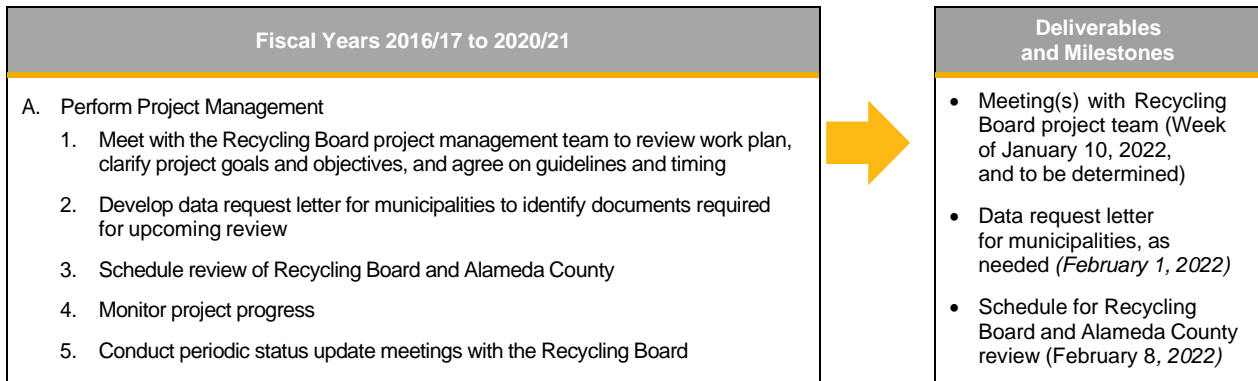 Fiscal Years 2016/17 to 2020/21
A. Perform Project Management
1. Meet with the Recycling Board project management team to review work plan,
clarify project goals and objectives, and agree on guidelines and timing
2. Develop data request letter for municipalities to identify documents required
for upcoming review
3. Schedule review of Recycling Board and Alameda County
4. Monitor project progress
5. Conduct periodic status update meetings with the Recycling Board
Deliverables
and Milestones
• Meeting(s) with Recycling
Board project team (Week
of January 10, 2022,
and to be determined)
• Data request letter
for municipalities, as
needed (February 1, 2022)
• Schedule for Recycling
Board and Alameda County
review (February 8, 2022)